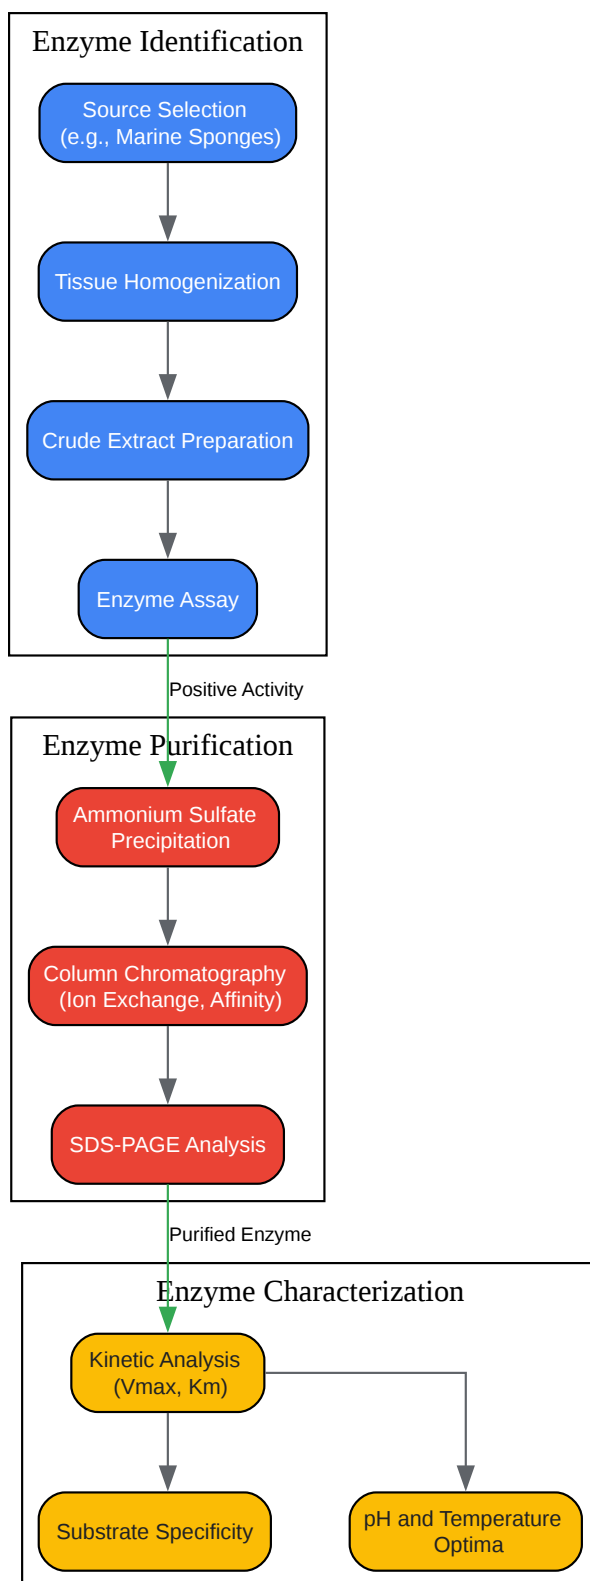 Enzyme Identification
Source Selection
(e.g., Marine Sponges)
Tissue Homogenization
Crude Extract Preparation
Enzyme Assay
Positive Activity
Enzyme Purification
Ammonium Sulfate
Precipitation
Column Chromatography
(Ion Exchange, Affinity)
SDS-PAGE Analysis
Purified Enzyme
Enzyme Characterization
Kinetic Analysis
(Vmax, Km)
Substrate Specificity
pH and Temperature
Optima